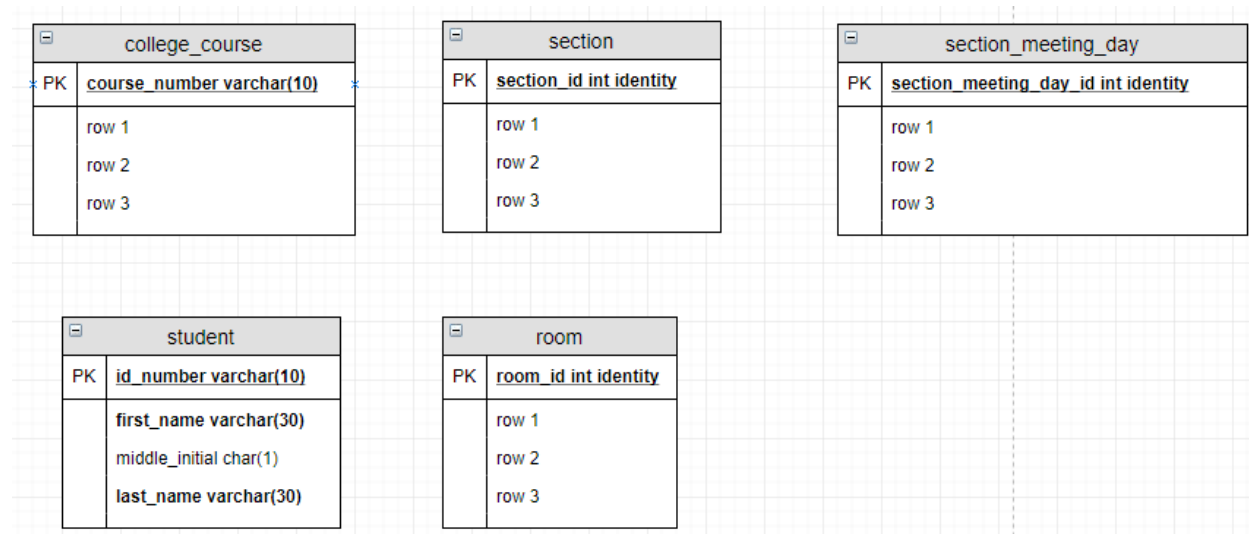 college_course
PK course_number varchar(10)
row 1
row 2
row 3
section
PK section_id int identity
row 1
row 2
row 3
section_meeting_day
PK section_meeting_day_id int identity
row 1
row 2
row 3
student
PK id_number varchar(10)
first_name varchar(30)
middle_initial char(1)
last_name varchar(30)
room
PK room_id int identity
row 1
row 2
row 3